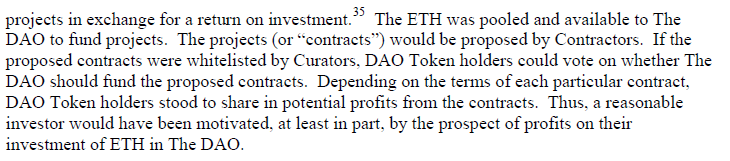 projects in exchange for a return on investment.35 The ETH was pooled and available to The
DAO to fund projects. The projects (or “contracts”) would be proposed by Contractors. If the
proposed contracts were whitelisted by Curators, DAO Token holders could vote on whether The
DAO should fund the proposed contracts. Depending on the terms of each particular contract,
DAO Token holders stood to share in potential profits from the contracts. Thus, a reasonable
investor would have been motivated, at least in part, by the prospect of profits on their
investment of ETH in The DAO.